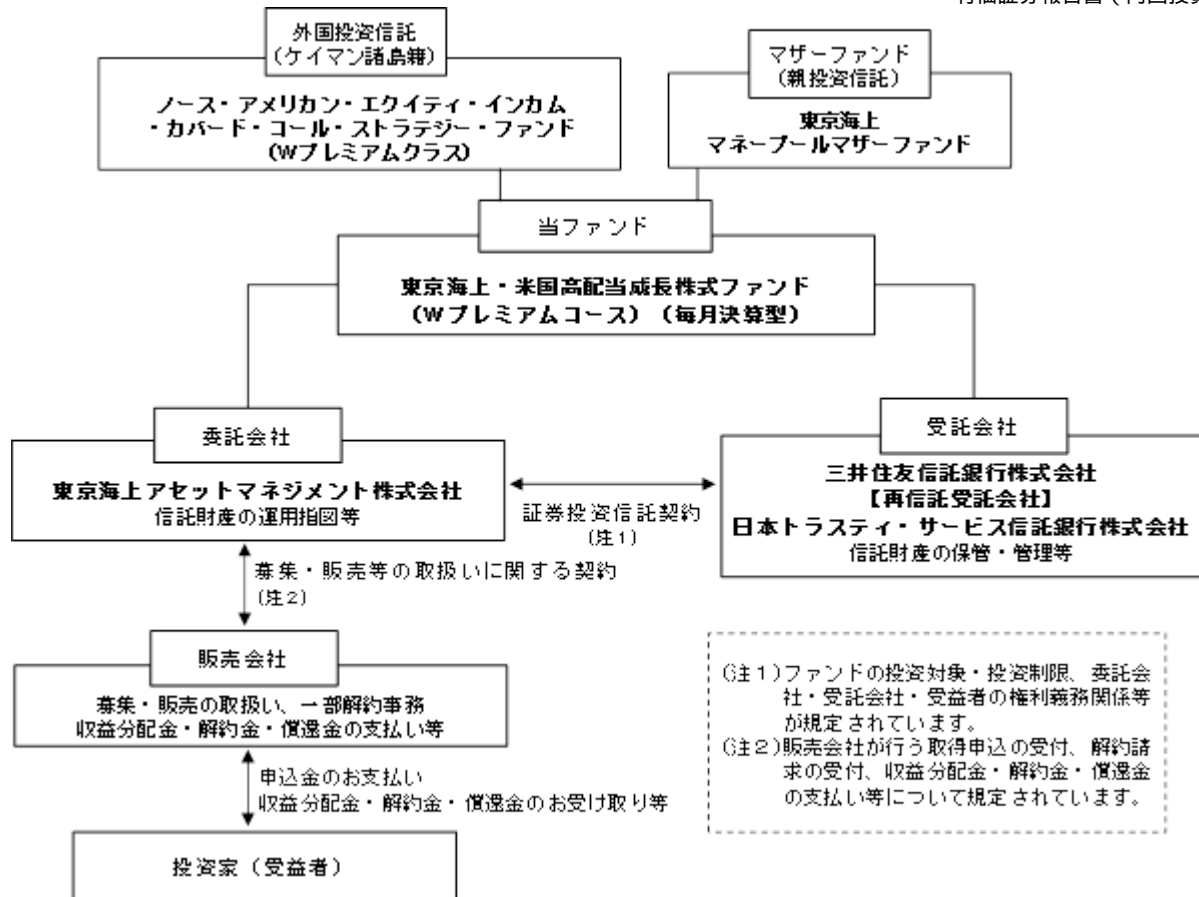 外国投資信託
（ケイマン諸島籍）
ノース・アメリカン・エクイティ・インカム
・カバード・コール・ストラテジー・ファンド
（Wプレミアムクラス）
マザーファンド
（親投資信託）
東京海上
マネープールマザーファンド
当ファンド
東京海上・米国高配当成長株式ファンド
（Wプレミアムコース）（毎月決算型）
委託会社
東京海上アセットマネジメント株式会社
信託財産の運用指図等
証券投資信託契約
（注１）
受託会社
三井住友信託銀行株式会社
【再信託受託会社】
日本トラスティ・サービス信託銀行株式会社
信託財産の保管・管理等
募集・販売等の取扱いに関する契約
（注２）
販売会社
募集・販売の取扱い、一部解約事務
収益分配金・解約金・償還金の支払い等
申込金のお支払い
収益分配金・解約金・償還金のお受け取り等
投資家（受益者）
（注１）ファンドの投資対象・投資制限、委託会
社・受託会社・受益者の権利義務関係等
が規定されています。
（注２）販売会社が行う取得申込の受付、解約請
求の受付、収益分配金・解約金・償還金
の支払い等について規定されています。